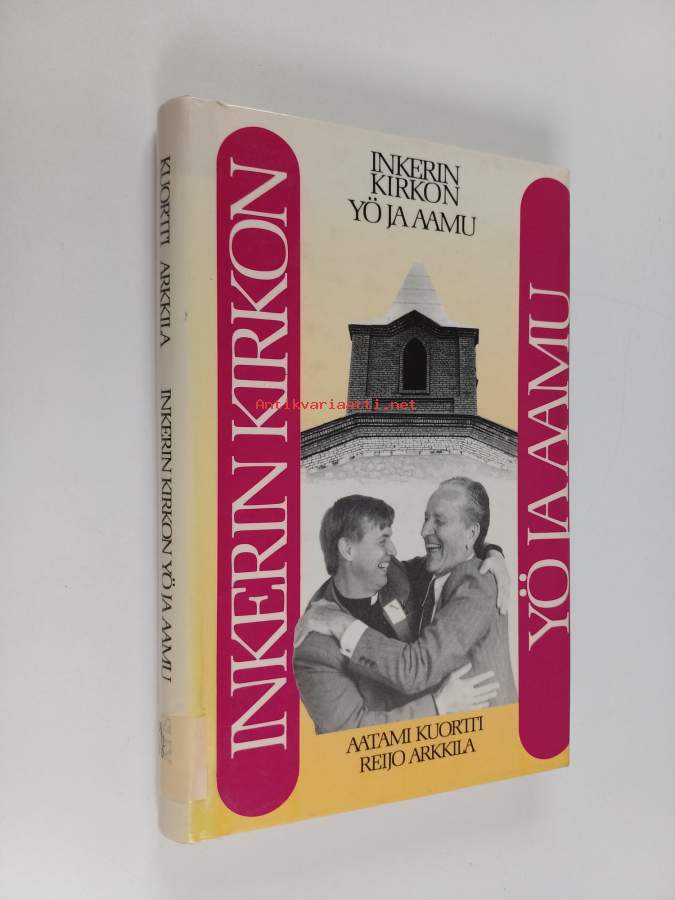 KUORTTI ARKKILA INKERIN KIRKON YÖ JA AAMU
INKERIN KIRKON
INKERIN
KIRKON
YÖ JA AAMU
Antikvariaatti.net
AATAMI KUORTTI
REIJO ARKKILA
YÖ JA AAMU